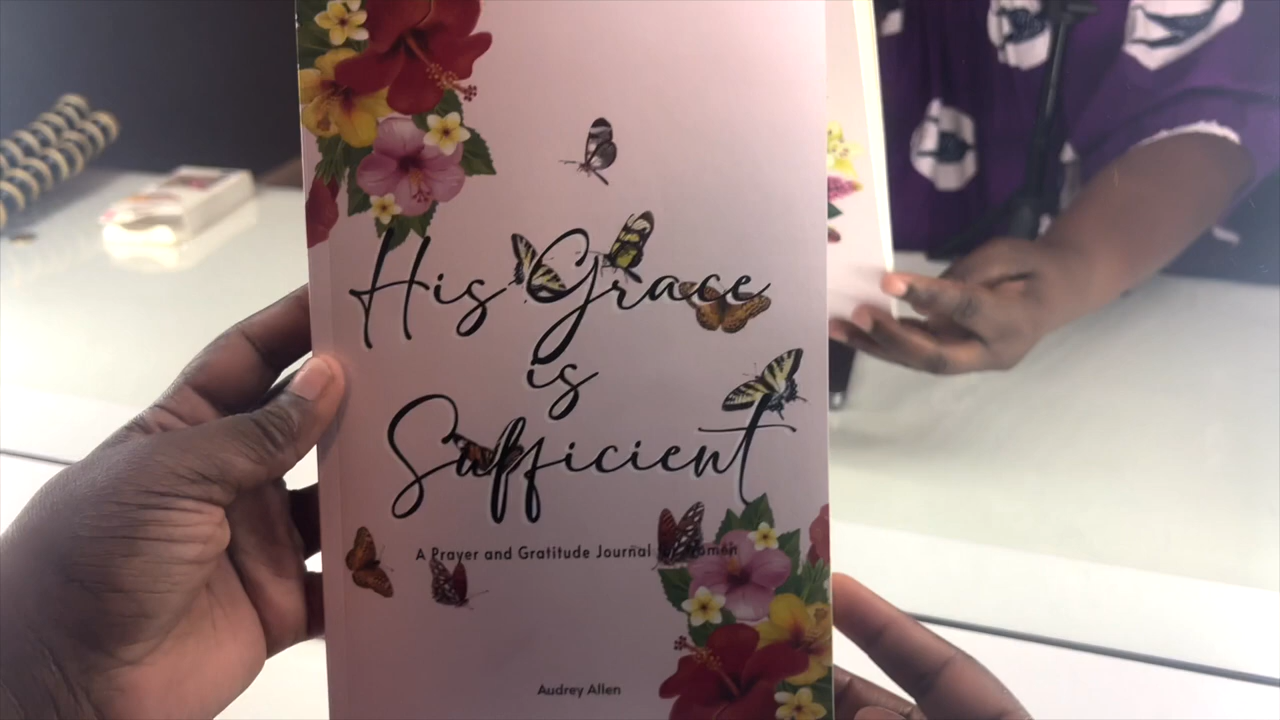 His Grace
is
Sufficient
A Prayer and Gratitude Journal for Women
Audrey Allen